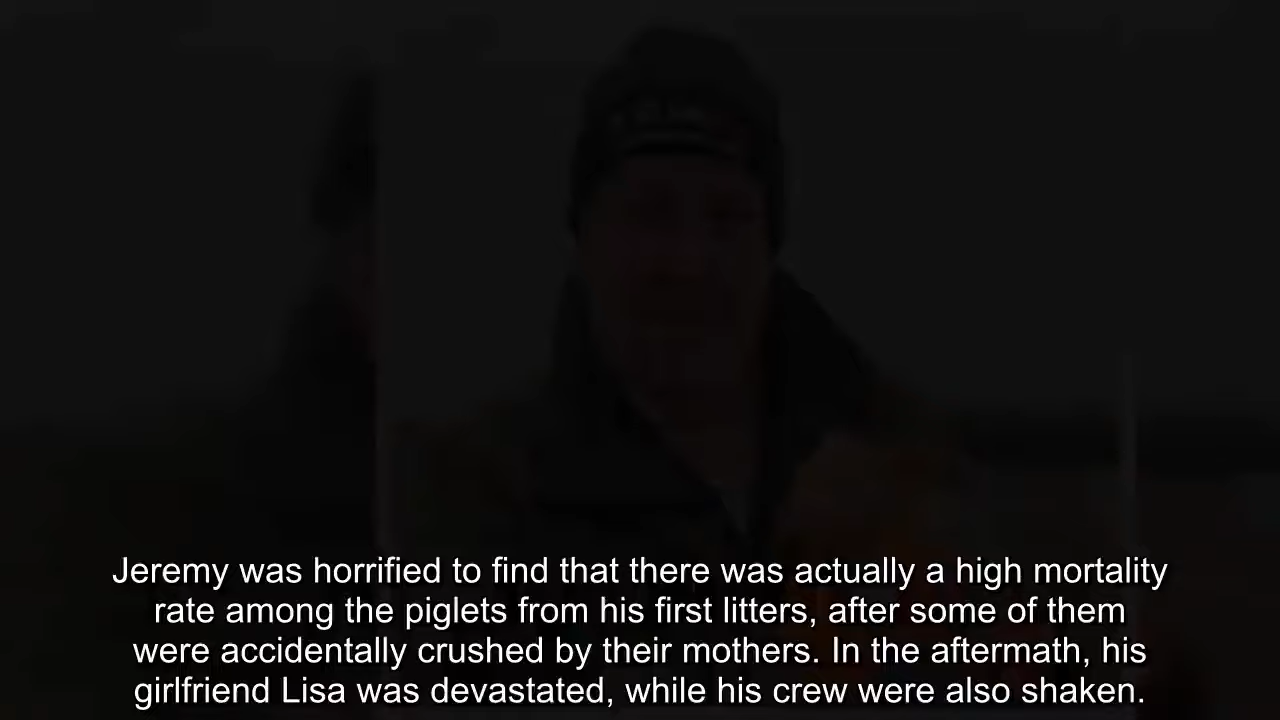 Jeremy was horrified to find that there was actually a high mortality
rate among the piglets from his first litters, after some of them
were accidentally crushed by their mothers. In the aftermath, his
girlfriend Lisa was devastated, while his crew were also shaken.